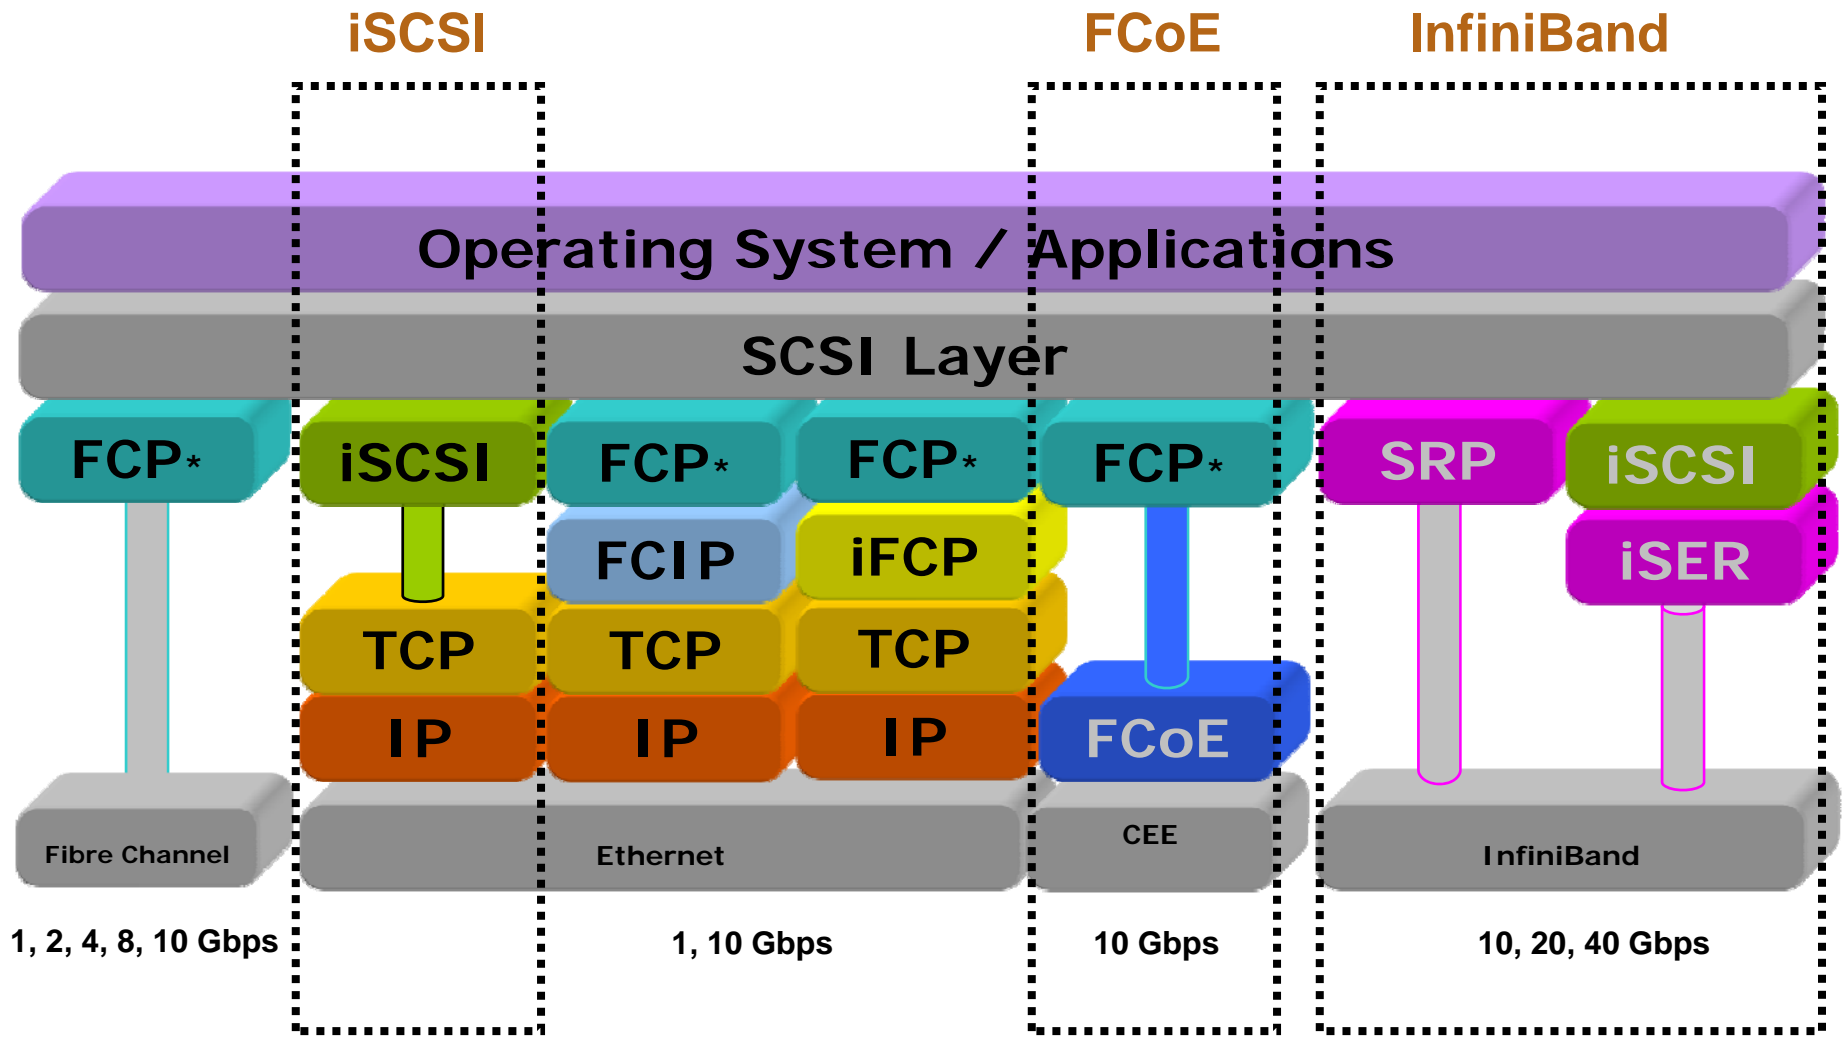 iSCSI FCoE InfiniBand
Operating System / Applications
SCSI Layer
FCP* iSCSI FCP* FCP* FCP* SRP iSCSI
FCIP iFCP iSER
TCP TCP TCP
IP IP IP FCoE
Fibre Channel Ethernet CEE InfiniBand
1, 2, 4, 8, 10 Gbps 1, 10 Gbps 10 Gbps 10, 20, 40 Gbps